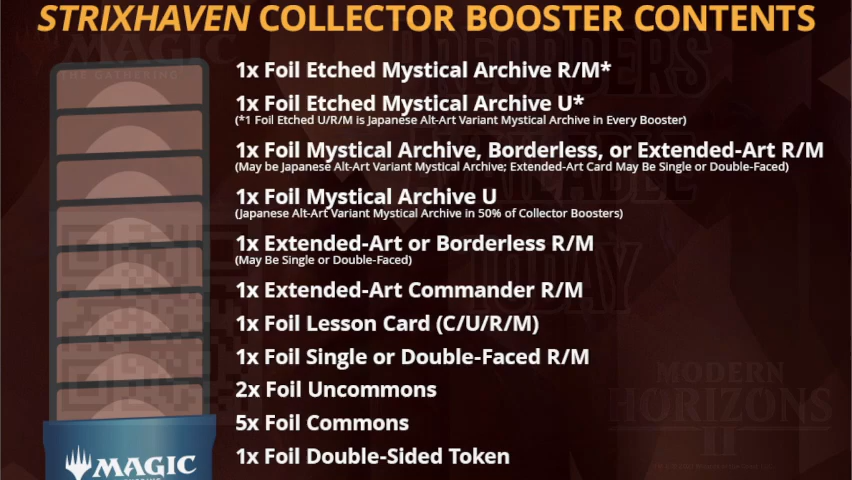 STRIXHAVEN COLLECTOR BOOSTER CONTENTS
MAGIC
THE GATHERING
1x Foil Etched Mystical Archive R/M*
1x Foil Etched Mystical Archive U*
(*1 Foil Etched U/R/M is Japanese Alt-Art Variant Mystical Archive in Every Booster)
1x Foil Mystical Archive, Borderless, or Extended-Art R/M
(May be Japanese Alt-Art Variant Mystical Archive; Extended-Art Card May Be Single or Double-Faced)
1x Foil Mystical Archive U
(Japanese Alt-Art Variant Mystical Archive in 50% of Collector Boosters)
1x Extended-Art or Borderless R/M
(May Be Single or Double-Faced)
1x Extended-Art Commander R/M
1x Foil Lesson Card (C/U/R/M)
1x Foil Single or Double-Faced R/M
2x Foil Uncommons
5x Foil Commons
1x Foil Double-Sided Token
PREORDERS
AVAILABLE
TODAY
MODERN
HORIZONS
II
MAGIC